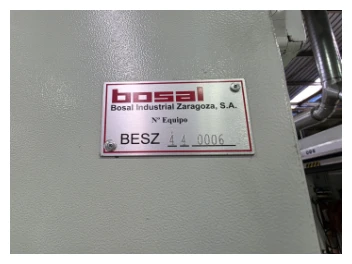 bosal
Bosal Industrial Zaragoza, S.A.
Nº Equipo
BESZ 44 0006